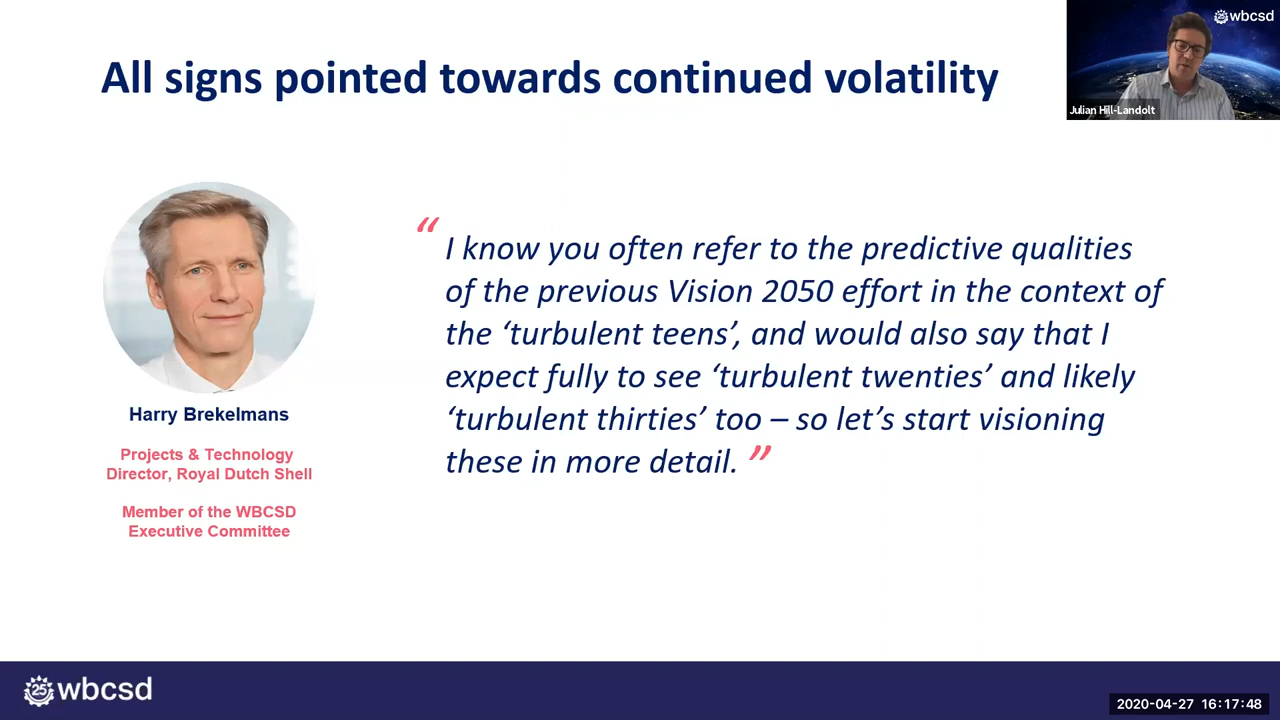 All signs pointed towards continued volatility
wbcsd
Julian Hill-Landolt
“ I know you often refer to the predictive qualities
of the previous Vision 2050 effort in the context of
the ‘turbulent teens’, and would also say that I
expect fully to see ‘turbulent twenties’ and likely
‘turbulent thirties’ too – so let’s start visioning
these in more detail. ”
Harry Brekelmans
Projects & Technology
Director, Royal Dutch Shell
Member of the WBCSD
Executive Committee
25 wbcsd
2020-04-27 16:17:48